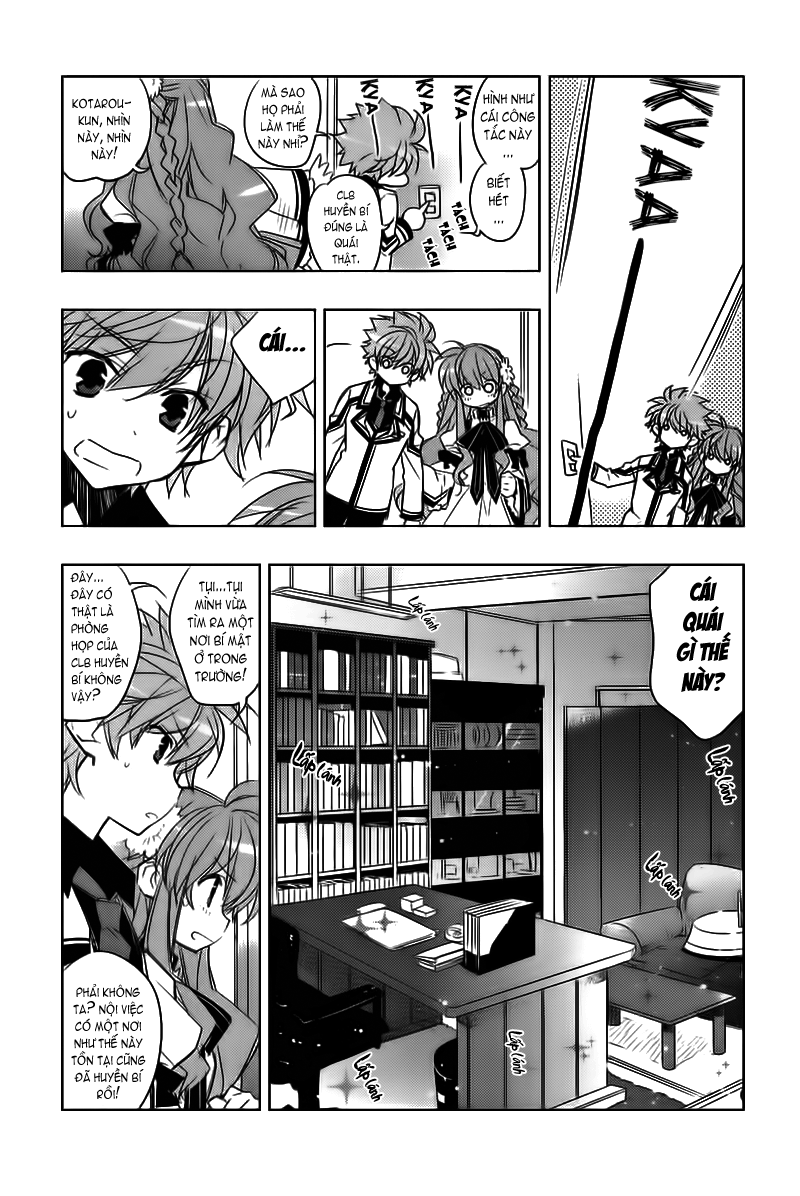 KYAA
HÌNH NHƯ
CÁI CÔNG
TẮC NÀY
...
BIẾT
HÉT
...
KYA
KYA
KYA
TÁCH
TÁCH
TÁCH
MÀ SAO
HỌ PHẢI
LÀM THẾ
NÀY NHỈ?
CLB
HUYỀN BÍ
ĐÚNG LÀ
QUÁI
THẬT.
KOTAROU-
KUN, NHÌN
NÀY, NHÌN
NÀY!
CÁI...
CÁI
QUÁI
GÌ THẾ
NÀY?
Lấp lánh
Lấp lánh
Lấp lánh
Lấp lánh
Lấp lánh
Lấp lánh
TỤI...TỤI
MÌNH VỪA
TÌM RA MỘT
NƠI BÍ MẬT
Ở TRONG
TRƯỜNG!
ĐÂY...
ĐÂY CÓ
THẬT LÀ
PHÒNG
HỌP CỦA
CLB HUYỀN
BÍ KHÔNG
VẬY?
PHẢI KHÔNG
TA? NỘI VIỆC
CÓ MỘT NƠI
NHƯ THẾ NÀY
TỒN TẠI CŨNG
ĐÃ HUYỀN BÍ
RỒI!